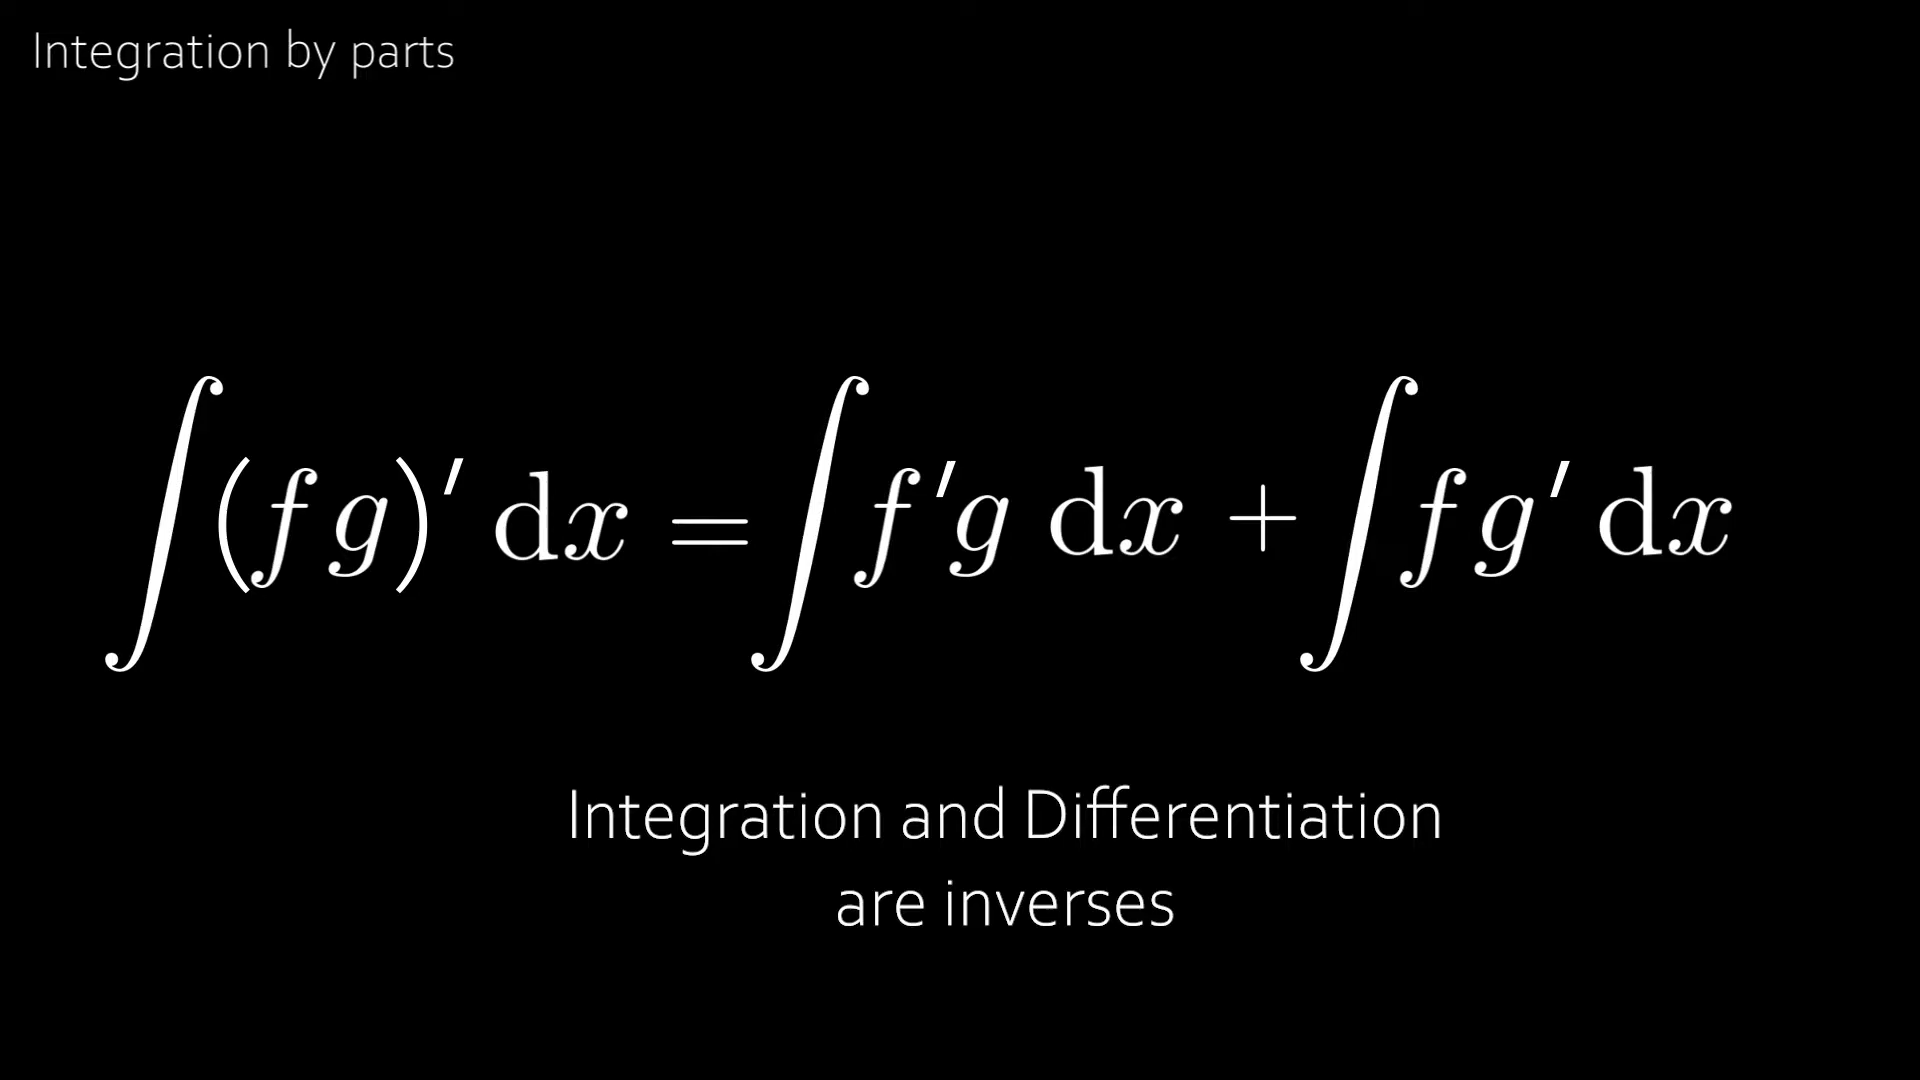 Integration by parts
∫(fg)′ dx = ∫f′g dx + ∫fg′ dx
Integration and Differentiation
are inverses